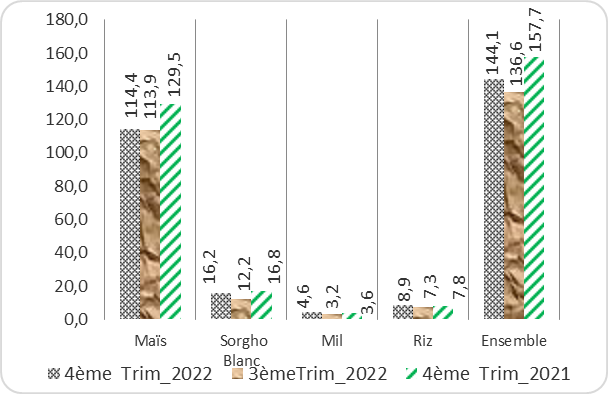 180,0
160,0
140,0
120,0
100,0
80,0
60,0
40,0
20,0
0,0
114,4
113,9
129,5
16,2
12,2
16,8
4,6
3,2
3,6
8,9
7,3
7,8
144,1
136,6
157,7
Maïs
Sorgho
Blanc
Mil
Riz
Ensemble
4ème Trim_2022
3èmeTrim_2022
4ème Trim_2021